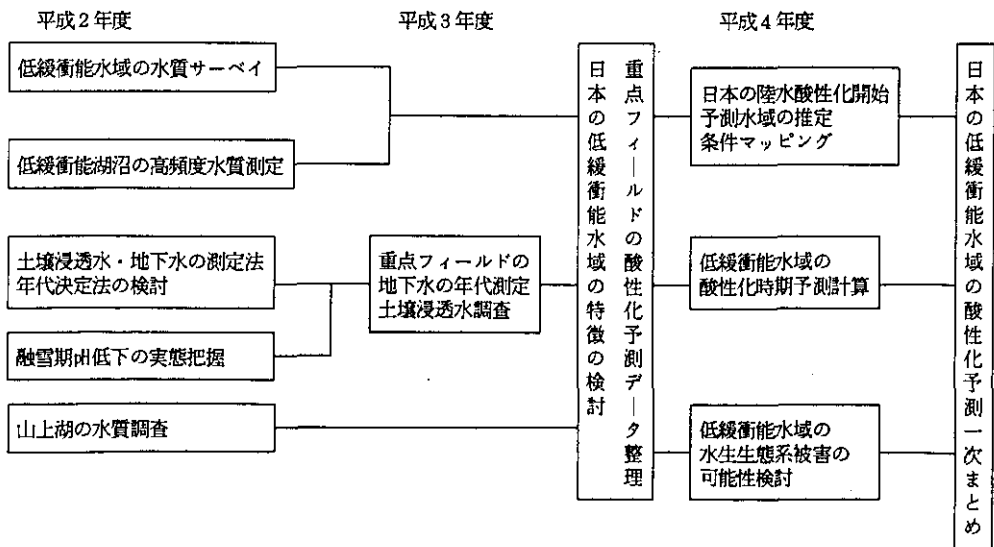 平成2年度
平成3年度
平成4年度
低緩衝能水域の水質サーベイ
低緩衝能湖沼の高頻度水質測定
土壌浸透水・地下水の測定法
年代決定法の検討
融雪期pH低下の実態把握
山上湖の水質調査
重点フィールドの
地下水の年代測定
土壌浸透水調査
重点フィールドの酸性化予測データ整理
日本の低緩衝能水域の特徴の検討
日本の陸水酸性化開始
予測水域の推定
条件マッピング
低緩衝能水域の
酸性化時期予測計算
低緩衝能水域の
水生生態系被害の
可能性検討
日本の低緩衝能水域の酸性化予測一次まとめ